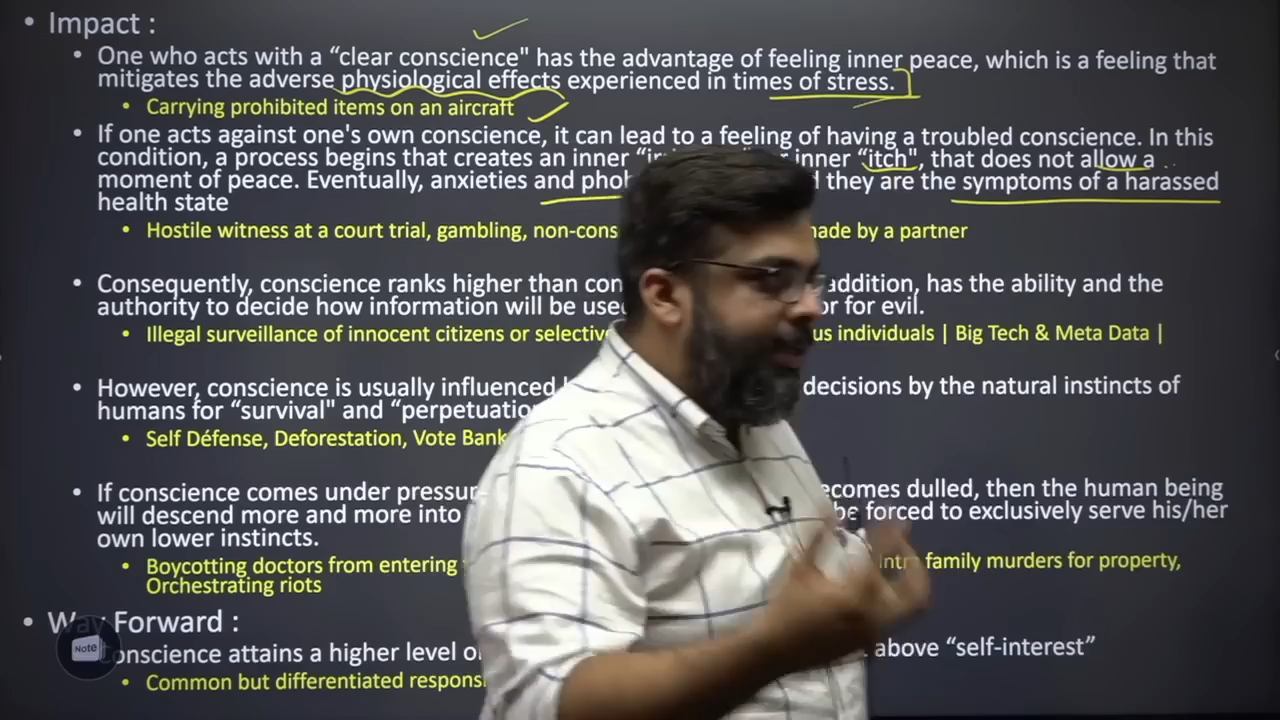 • Impact :
• One who acts with a “clear conscience" has the advantage of feeling inner peace, which is a feeling that
mitigates the adverse physiological effects experienced in times of stress.
• Carrying prohibited items on an aircraft
• If one acts against one's own conscience, it can lead to a feeling of having a troubled conscience. In this
condition, a process begins that creates an inner inner “itch", that does not allow a
moment of peace. Eventually, anxieties and they are the symptoms of a harassed
health state
• Hostile witness at a court trial, gambling, made by a partner
• Consequently, conscience ranks higher than addition, has the ability and the
authority to decide how information will be for evil.
• Illegal surveillance of innocent citizens or individuals | Big Tech & Meta Data |
• However, conscience is usually influenced decisions by the natural instincts of
humans for “survival" and
• Self Défense, Deforestation, Vote Bank
• If conscience comes under becomes dulled, then the human being
will descend more and more into be forced to exclusively serve his/her
own lower instincts.
• Boycotting doctors from entering family murders for property,
Orchestrating riots
• Way Forward :
Conscience attains a higher level above “self-interest”
• Common but differentiated
Note